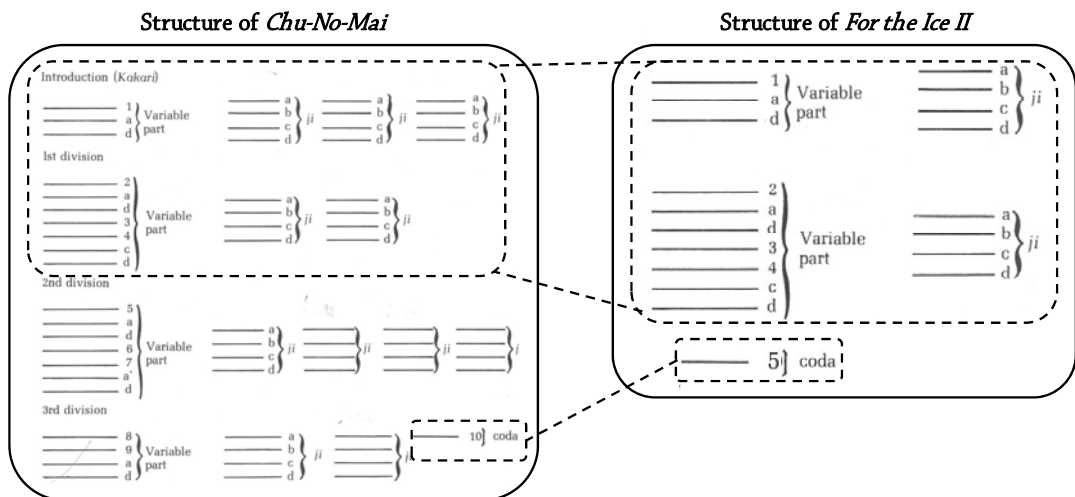 Structure of Chu-No-Mai
Introduction (Kakari)
1
a
d
Variable
part
a
b
c
d
ji
a
b
c
d
ji
a
b
c
d
ji
1st division
2
a
d
3
4
c
d
Variable
part
a
b
c
d
ji
a
b
c
d
ji
2nd division
5
a
d
6
7
a'
d
Variable
part
a
b
c
d
ji
ji
ji
j
3rd division
8
9
a
d
Variable
part
a
b
c
d
ji
j
10] coda
Structure of For the Ice II
1
a
d
Variable
part
a
b
c
d
ji
2
a
d
3
4
c
d
Variable
part
a
b
c
d
ji
5] coda